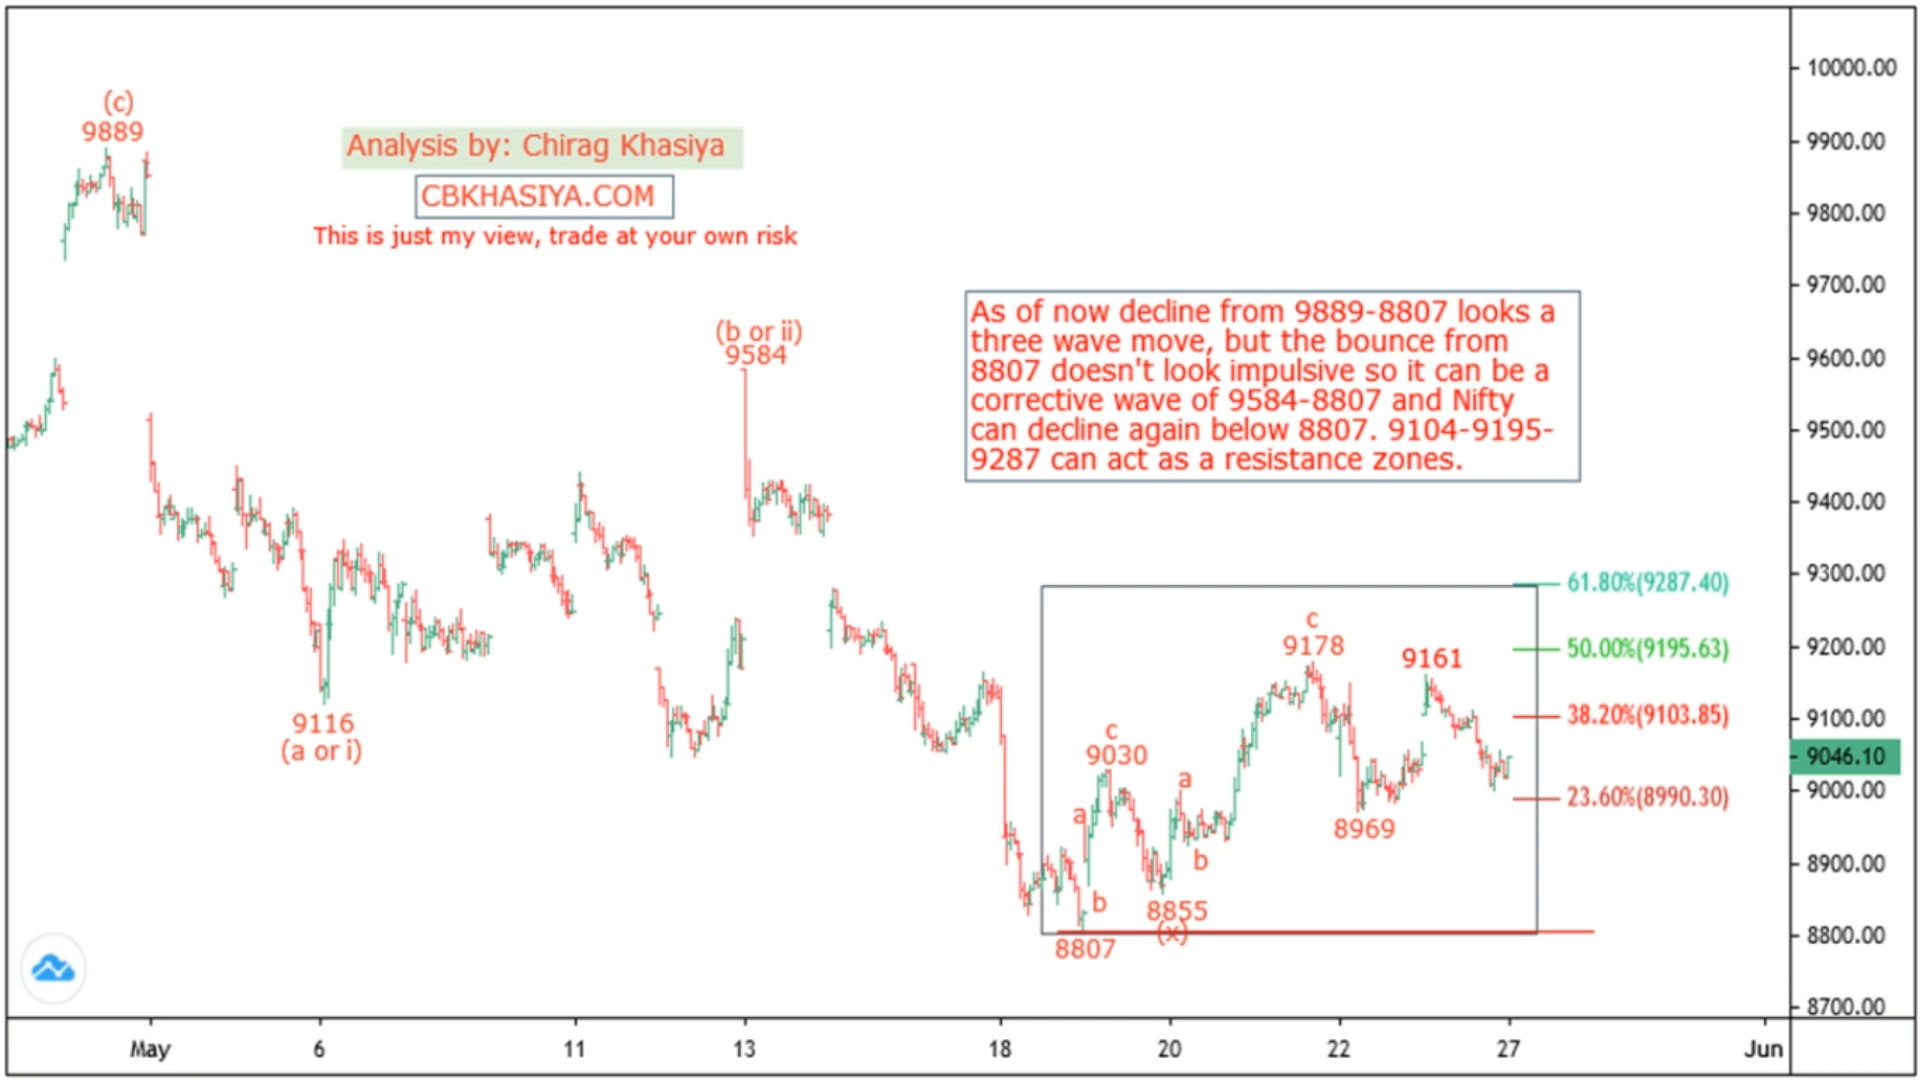 (c)
9889
Analysis by: Chirag Khasiya
CBKHASIYA.COM
This is just my view, trade at your own risk
(b or ii)
9584
As of now decline from 9889-8807 looks a
three wave move, but the bounce from
8807 doesn't look impulsive so it can be a
corrective wave of 9584-8807 and Nifty
can decline again below 8807. 9104-9195-
9287 can act as a resistance zones.
9116
(a or i)
61.80%(9287.40)
50.00%(9195.63)
38.20%(9103.85)
23.60%(8990.30)
c
9178
9161
c
9030
a
a
b
8969
b
8855
(x)
8807
10000.00
9900.00
9800.00
9700.00
9600.00
9500.00
9400.00
9300.00
9200.00
9100.00
9046.10
9000.00
8900.00
8800.00
8700.00
May 6 11 13 18 20 22 27 Jun